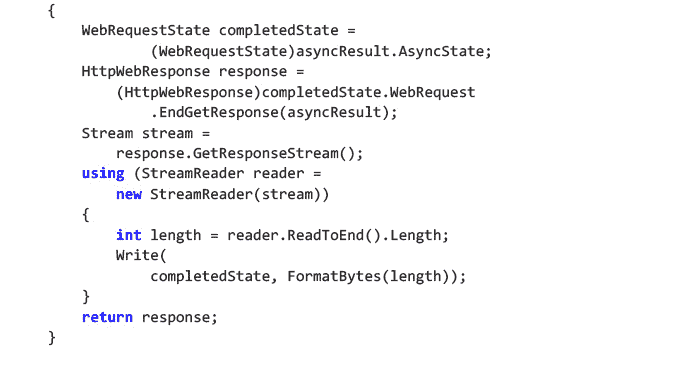 {
WebRequestState completedState =
(WebRequestState)asyncResult.AsyncState;
HttpWebResponse response =
(HttpWebResponse)completedState.WebRequest
.EndGetResponse(asyncResult);
Stream stream =
response.GetResponseStream();
using (StreamReader reader =
new StreamReader(stream))
{
int length = reader.ReadToEnd().Length;
Write(
completedState, FormatBytes(length));
}
return response;
}